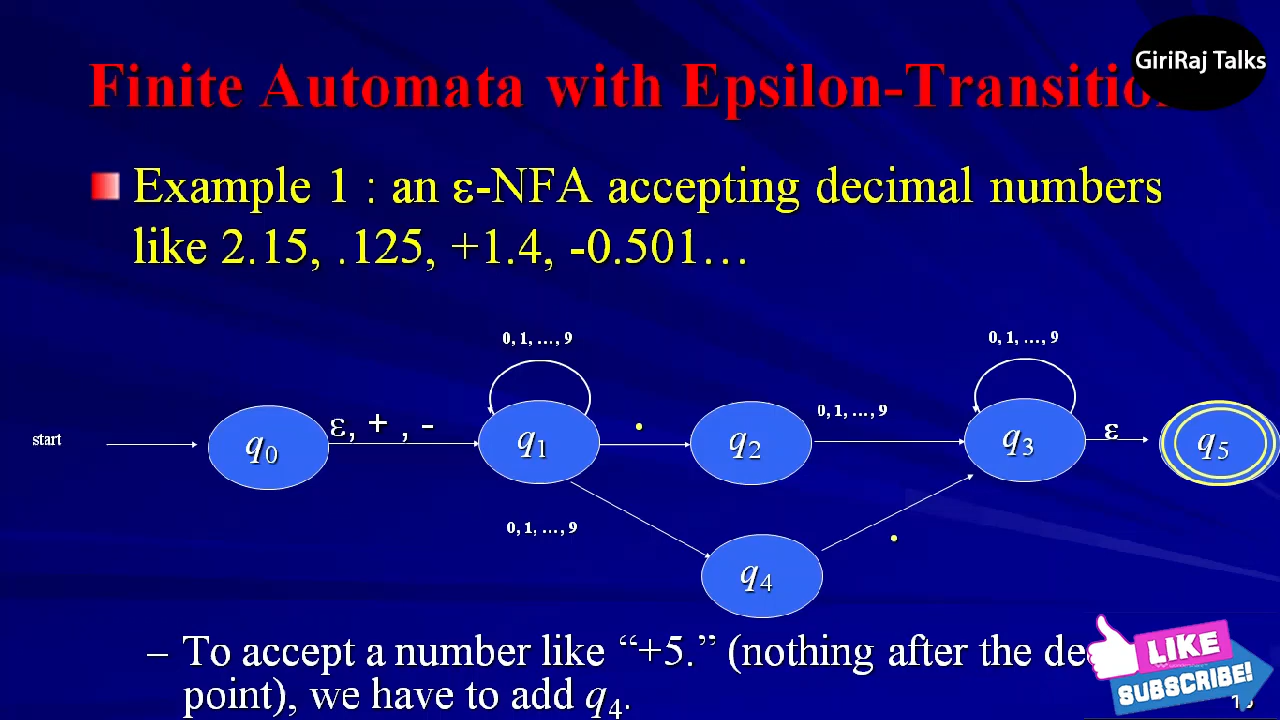 GiriRaj Talks
Finite Automata with Epsilon-Transition
Example 1 : an ε-NFA accepting decimal numbers
like 2.15, .125, +1.4, -0.501…
0, 1, …, 9
0, 1, …, 9
start
q0
ε, + , -
q1
.
q2
0, 1, …, 9
q3
ε
q5
0, 1, …, 9
.
q4
– To accept a number like “+5.” (nothing after the de
point), we have to add q4.
LIKE
SUBSCRIBE!